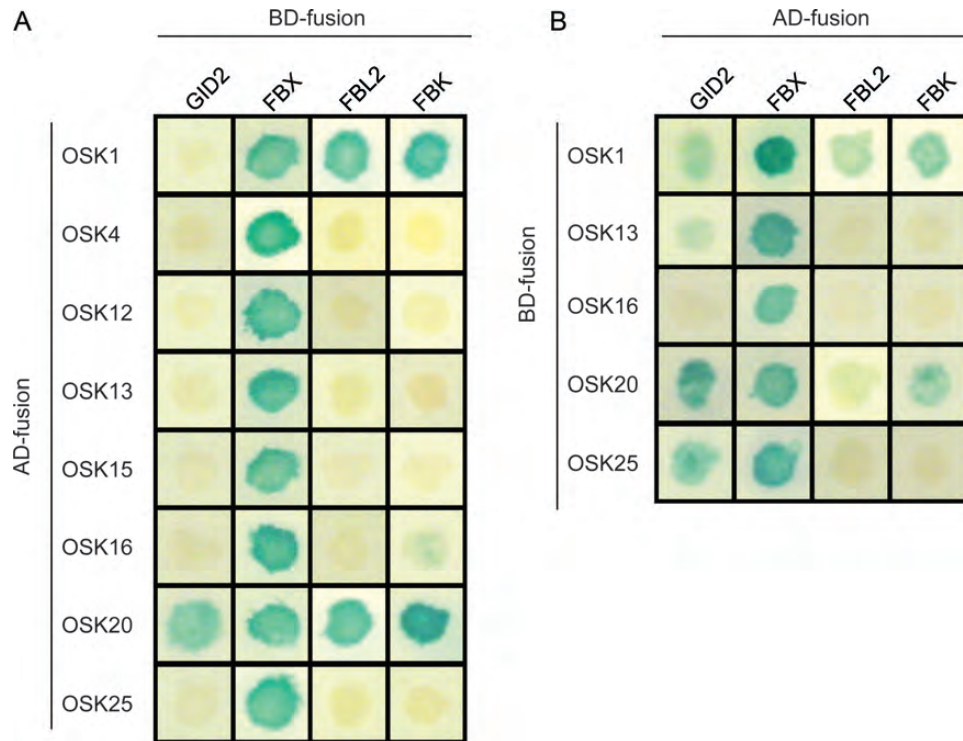 A
BD-fusion
GID2 FBX FBL2 FBK
AD-fusion
OSK1
OSK4
OSK12
OSK13
OSK15
OSK16
OSK20
OSK25
B
AD-fusion
GID2 FBX FBL2 FBK
BD-fusion
OSK1
OSK13
OSK16
OSK20
OSK25